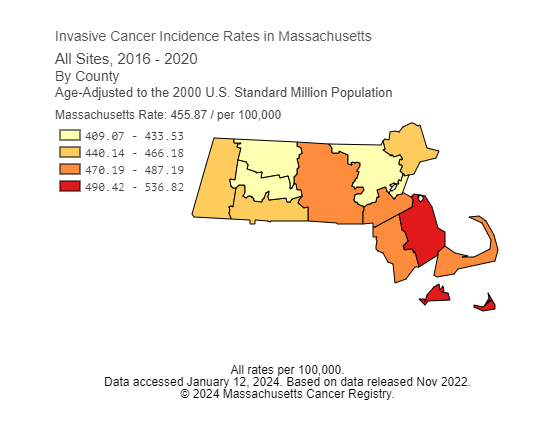 Invasive Cancer Incidence Rates in Massachusetts
All Sites, 2016 - 2020
By County
Age-Adjusted to the 2000 U.S. Standard Million Population
Massachusetts Rate: 455.87 / per 100,000
409.07 - 433.53
440.14 - 466.18
470.19 - 487.19
490.42 - 536.82
All rates per 100,000.
Data accessed January 12, 2024. Based on data released Nov 2022.
© 2024 Massachusetts Cancer Registry.